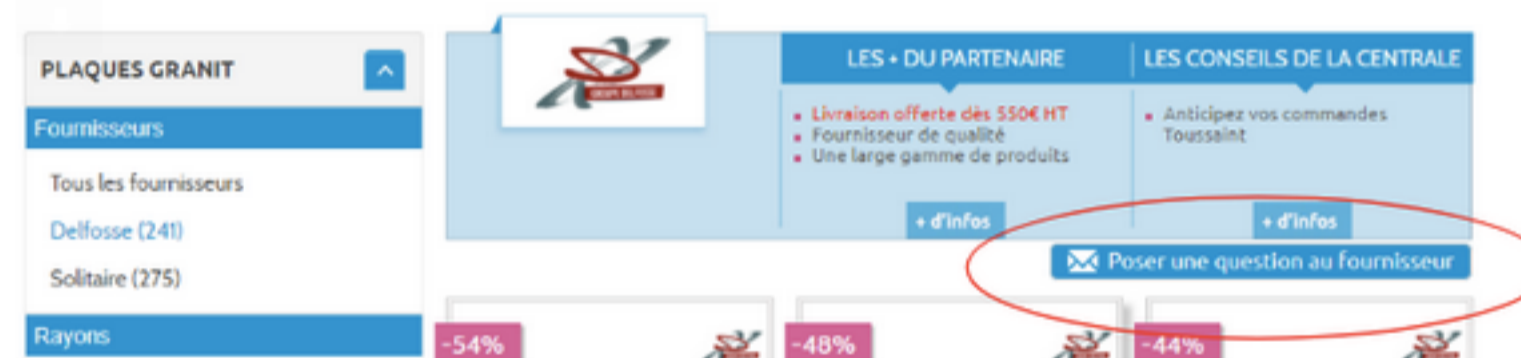 PLAQUES GRANIT
Fournisseurs
Tous les fournisseurs
Delfosse (241)
Solitaire (275)
Rayons
GROUPE DELFOSSE
LES + DU PARTENAIRE
Livraison offerte dès 550€ HT
Fournisseur de qualité
Une large gamme de produits
+ d'infos
LES CONSEILS DE LA CENTRALE
Anticipez vos commandes
Toussaint
+ d'infos
Poser une question au fournisseur
-54%
-48%
-44%